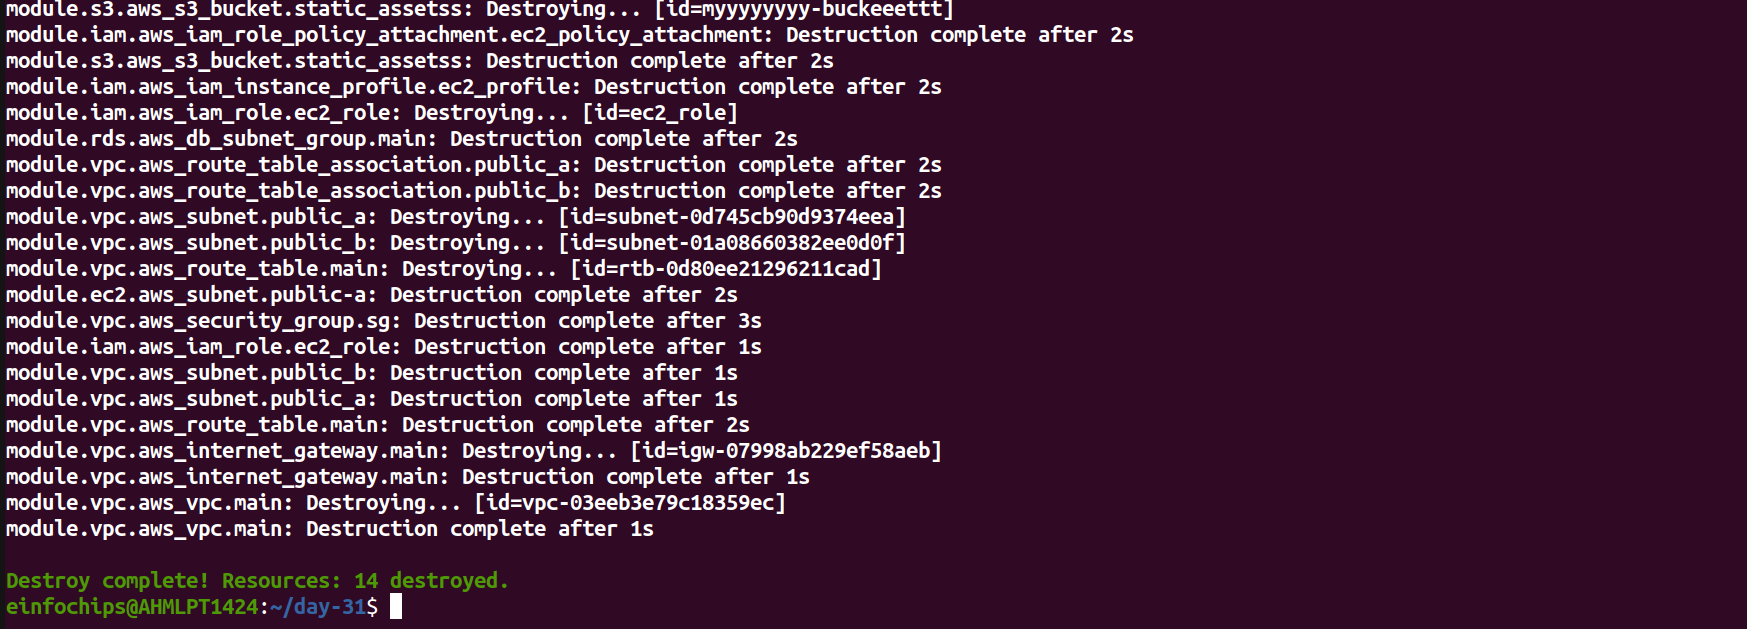 module.s3.aws_s3_bucket.static_assetss: Destroying... [id=myyyyyyyy-buckeeettt]
module.iam.aws_iam_role_policy_attachment.ec2_policy_attachment: Destruction complete after 2s
module.s3.aws_s3_bucket.static_assetss: Destruction complete after 2s
module.iam.aws_iam_instance_profile.ec2_profile: Destruction complete after 2s
module.iam.aws_iam_role.ec2_role: Destroying... [id=ec2_role]
module.rds.aws_db_subnet_group.main: Destruction complete after 2s
module.vpc.aws_route_table_association.public_a: Destruction complete after 2s
module.vpc.aws_route_table_association.public_b: Destruction complete after 2s
module.vpc.aws_subnet.public_a: Destroying... [id=subnet-0d745cb90d9374eea]
module.vpc.aws_subnet.public_b: Destroying... [id=subnet-01a08660382ee0d0f]
module.vpc.aws_route_table.main: Destroying... [id=rtb-0d80ee21296211cad]
module.ec2.aws_subnet.public-a: Destruction complete after 2s
module.vpc.aws_security_group.sg: Destruction complete after 3s
module.iam.aws_iam_role.ec2_role: Destruction complete after 1s
module.vpc.aws_subnet.public_b: Destruction complete after 1s
module.vpc.aws_subnet.public_a: Destruction complete after 1s
module.vpc.aws_route_table.main: Destruction complete after 2s
module.vpc.aws_internet_gateway.main: Destroying... [id=igw-07998ab229ef58aeb]
module.vpc.aws_internet_gateway.main: Destruction complete after 1s
module.vpc.aws_vpc.main: Destroying... [id=vpc-03eeb3e79c18359ec]
module.vpc.aws_vpc.main: Destruction complete after 1s
Destroy complete! Resources: 14 destroyed.
einfochips@AHMLPT1424:~/day-31$